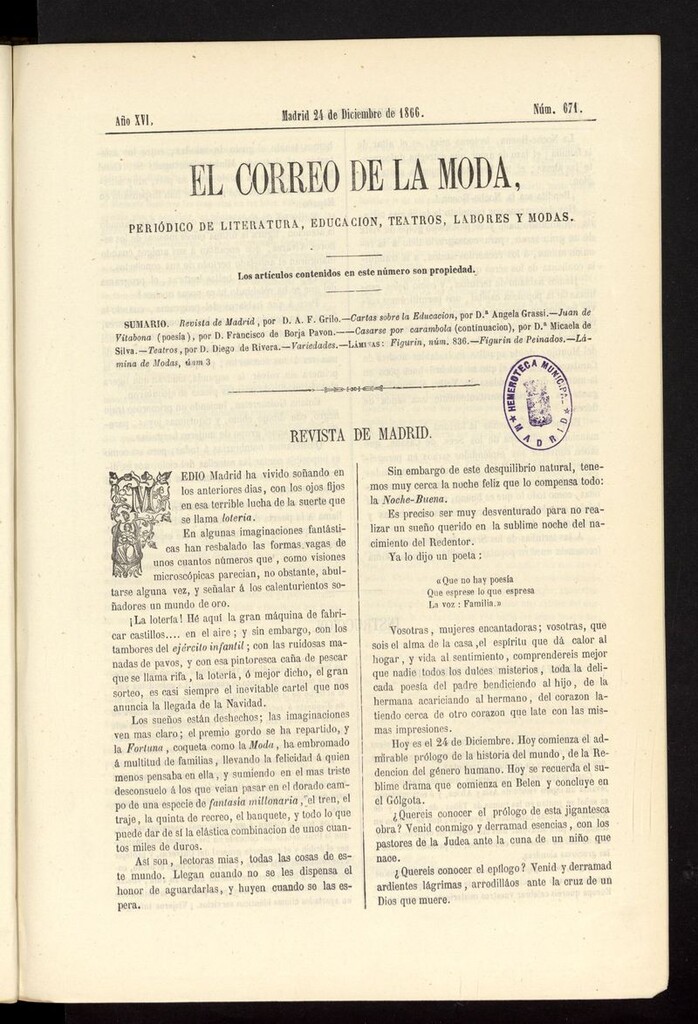 Año XVI.
Madrid 24 de Diciembre de 1866.
Núm. 671.
EL CORREO DE LA MODA,
PERIÓDICO DE LITERATURA, EDUCACION, TEATROS, LABORES Y MODAS.
Los artículos contenidos en este número son propiedad.
SUMARIO. Revista de Madrid, por D. A. F. Grilo.—Cartas sobre la Educacion, por D.ª Angela Grassi.—Juan de
Vitabona (poesía), por D. Francisco de Borja Pavon.—–Casarse por carambola (continuacion), por D.ª Micaela de
Silva.—Teatros, por D. Diego de Rivera.—Variedades.—LÁMINAS: Figurin, núm. 836.—Figurin de Peinados.—Lá-
mina de Modas, núm 3
HEMEROTECA MUNICIPAL
MADRID
REVISTA DE MADRID.
MEDIO Madrid ha vivido soñando en
los anteriores dias, con los ojos fijos
en esa terrible lucha de la suerte que
se llama lotería.
En algunas imaginaciones fantásti-
cas han resbalado las formas vagas de
unos cuantos números que, como visiones
microscópicas parecian, no obstante, abul-
tarse alguna vez, y señalar á los calenturientos so-
ñadores un mundo de oro.
¡La lotería! Hé aquí la gran máquina de fabri-
car castillos.... en el aire; y sin embargo, con los
tambores del ejército infantil; con las ruidosas ma-
nadas de pavos, y con esa pintoresca caña de pescar
que se llama rifa, la lotería, ó mejor dicho, el gran
sorteo, es casi siempre el inevitable cartel que nos
anuncia la llegada de la Navidad.
Los sueños están deshechos; las imaginaciones
ven mas claro; el premio gordo se ha repartido, y
la Fortuna, coqueta como la Moda, ha embromado
á multitud de familias, llevando la felicidad á quien
menos pensaba en ella, y sumiendo en el mas triste
desconsuelo á los que veían pasar en el dorado cam-
po de una especie de fantasia millonaria, el tren, el
traje, la quinta de recreo, el banquete, y todo lo que
puede dar de sí la elástica combinacion de unos cuan-
tos miles de duros.
Así son, lectoras mias, todas las cosas de es-
te mundo. Llegan cuando no se les dispensa el
honor de aguardarlas, y huyen cuando se las es-
pera.
Sin embargo de este desquilibrio natural, tene-
mos muy cerca la noche feliz que lo compensa todo:
la Noche-Buena.
Es preciso ser muy desventurado para no rea-
lizar un sueño querido en la sublime noche del na-
cimiento del Redentor.
Ya lo dijo un poeta:
«Que no hay poesía
Que esprese lo que espresa
La voz: Familia.»
Vosotras, mujeres encantadoras; vosotras, que
sois el alma de la casa, el espíritu que dá calor al
hogar, y vida al sentimiento, comprendereis mejor
que nadie todos los dulces misterios, toda la deli-
cada poesía del padre bendiciendo al hijo, de la
hermana acariciando al hermano, del corazon la-
tiendo cerca de otro corazon que late con las mis-
mas impresiones.
Hoy es el 24 de Diciembre. Hoy comienza el ad-
mirable prólogo de la historia del mundo, de la Re-
dencion del género humano. Hoy se recuerda el su-
blime drama que comienza en Belen y concluye en
el Gólgota.
¿Quereis conocer el prólogo de esta jigantesca
obra? Venid conmigo y derramad esencias, con los
pastores de la Judea ante la cuna de un niño que
nace.
¿Quereis conocer el epílogo? Venid y derramad
ardientes lágrimas, arrodilláos ante la cruz de un
Dios que muere.